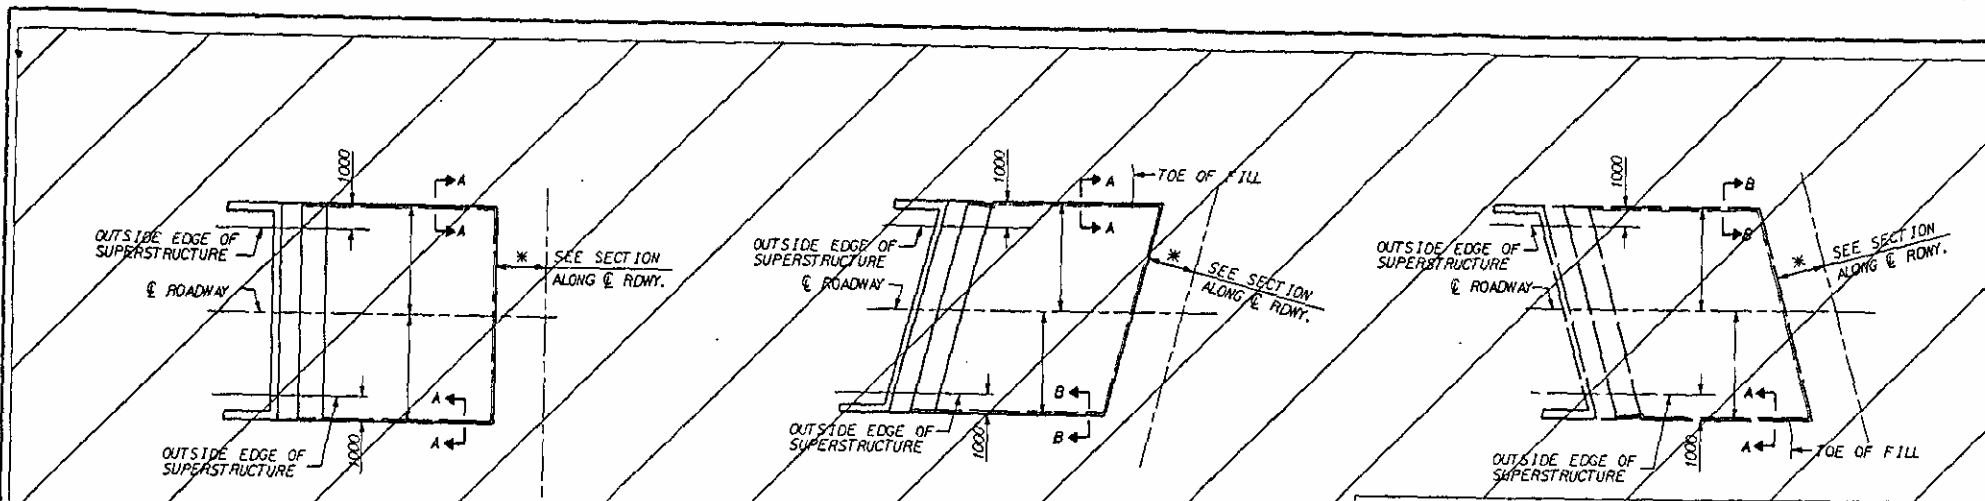 1000
A
A
OUTSIDE EDGE OF
SUPERSTRUCTURE
℄ ROADWAY
*
SEE SECTION
ALONG ℄ RDWY.
A
A
OUTSIDE EDGE OF
SUPERSTRUCTURE
1000
1000
A
A
TOE OF FILL
OUTSIDE EDGE OF
SUPERSTRUCTURE
℄ ROADWAY
*
SEE SECTION
ALONG ℄ RDWY.
B
B
OUTSIDE EDGE OF
SUPERSTRUCTURE
1000
1000
B
B
OUTSIDE EDGE OF
SUPERSTRUCTURE
℄ ROADWAY
*
SEE SECTION
ALONG ℄ RDWY.
A
A
TOE OF FILL
OUTSIDE EDGE OF
SUPERSTRUCTURE
1000